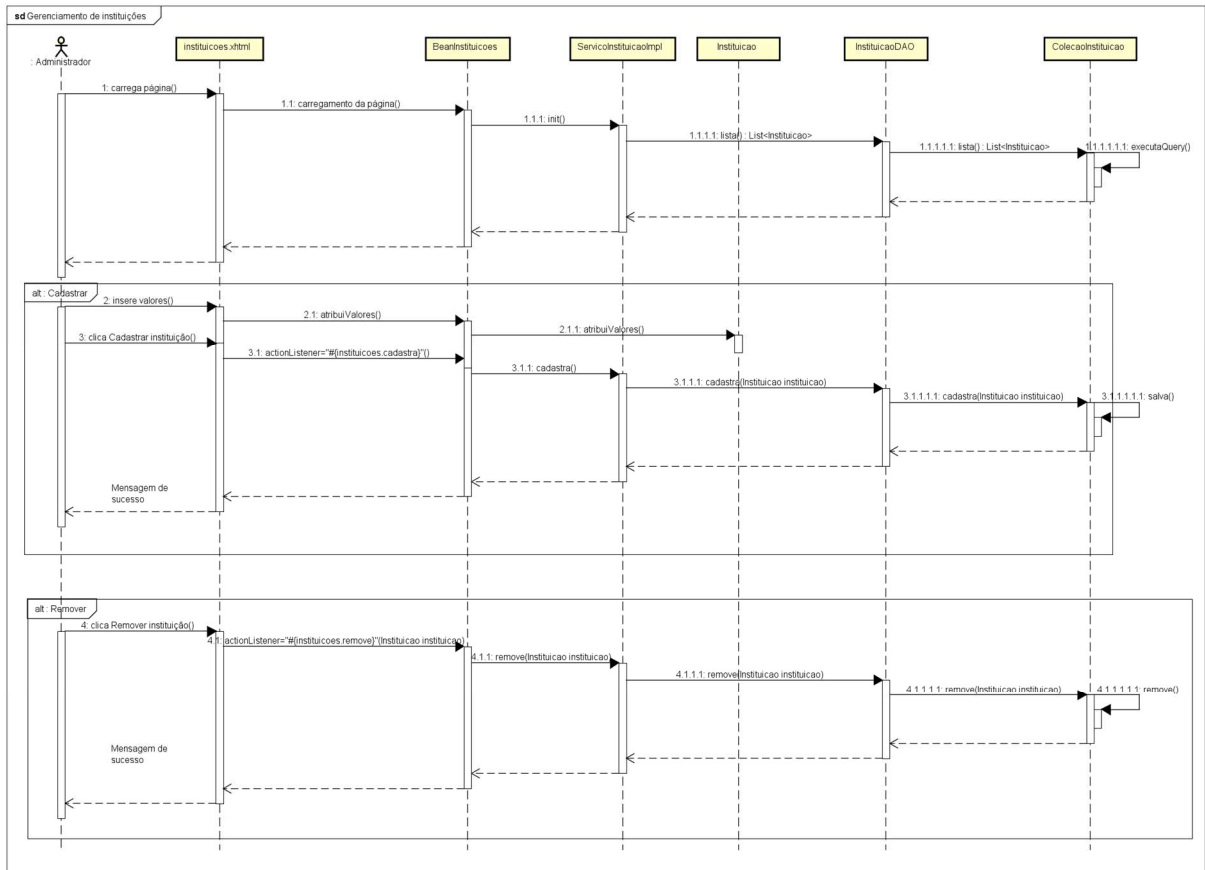 sd Gerenciamento de instituições
: Administrador
instituicoes.xhtml
BeanInstituicoes
ServicoInstituicaoImpl
Instituicao
InstituicaoDAO
ColecaoInstituicao
1: carrega página()
1.1: carregamento da página()
1.1.1: init()
1.1.1.1: lista() : List<Instituicao>
1.1.1.1.1: lista() : List<Instituicao>
1.1.1.1.1.1: executaQuery()
alt : Cadastrar
2: insere valores()
2.1: atribuiValores()
2.1.1: atribuiValores()
3: clica Cadastrar instituição()
3.1: actionListener="#{instituicoes.cadastra}"()
3.1.1: cadastra()
3.1.1.1: cadastra(Instituicao instituicao)
3.1.1.1.1: cadastra(Instituicao instituicao)
3.1.1.1.1.1: salva()
Mensagem de
sucesso
alt : Remover
4: clica Remover instituição()
4.1: actionListener="#{instituicoes.remove}"(Instituicao instituicao)
4.1.1: remove(Instituicao instituicao)
4.1.1.1: remove(Instituicao instituicao)
4.1.1.1.1: remove(Instituicao instituicao)
4.1.1.1.1.1: remove()
Mensagem de
sucesso